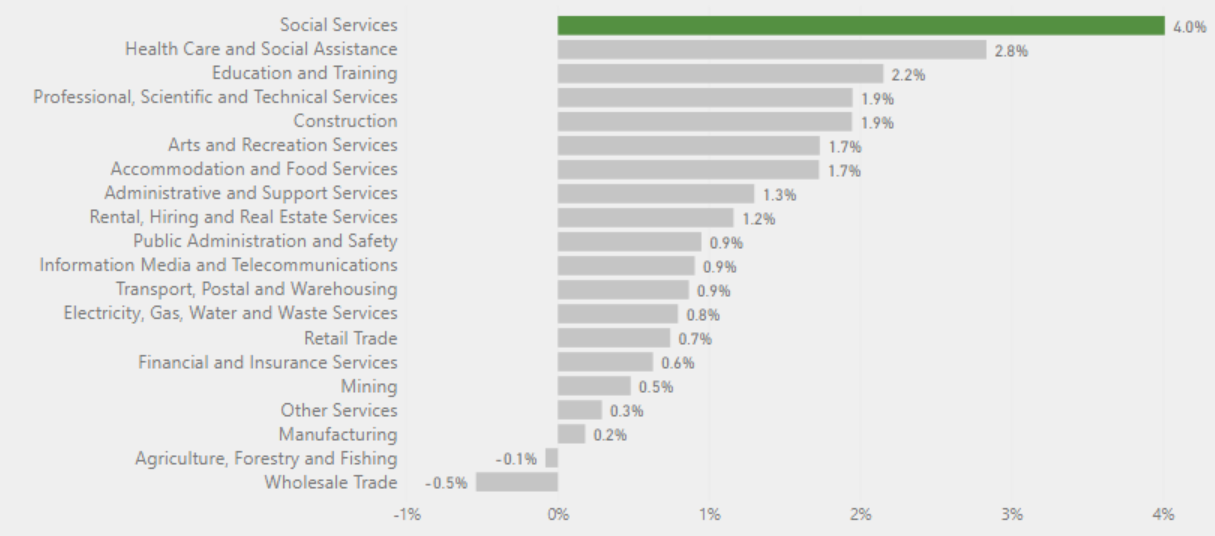 Social Services 4.0%
Health Care and Social Assistance 2.8%
Education and Training 2.2%
Professional, Scientific and Technical Services 1.9%
Construction 1.9%
Arts and Recreation Services 1.7%
Accommodation and Food Services 1.7%
Administrative and Support Services 1.3%
Rental, Hiring and Real Estate Services 1.2%
Public Administration and Safety 0.9%
Information Media and Telecommunications 0.9%
Transport, Postal and Warehousing 0.9%
Electricity, Gas, Water and Waste Services 0.8%
Retail Trade 0.7%
Financial and Insurance Services 0.6%
Mining 0.5%
Other Services 0.3%
Manufacturing 0.2%
Agriculture, Forestry and Fishing -0.1%
Wholesale Trade -0.5%
-1% 0% 1% 2% 3% 4%